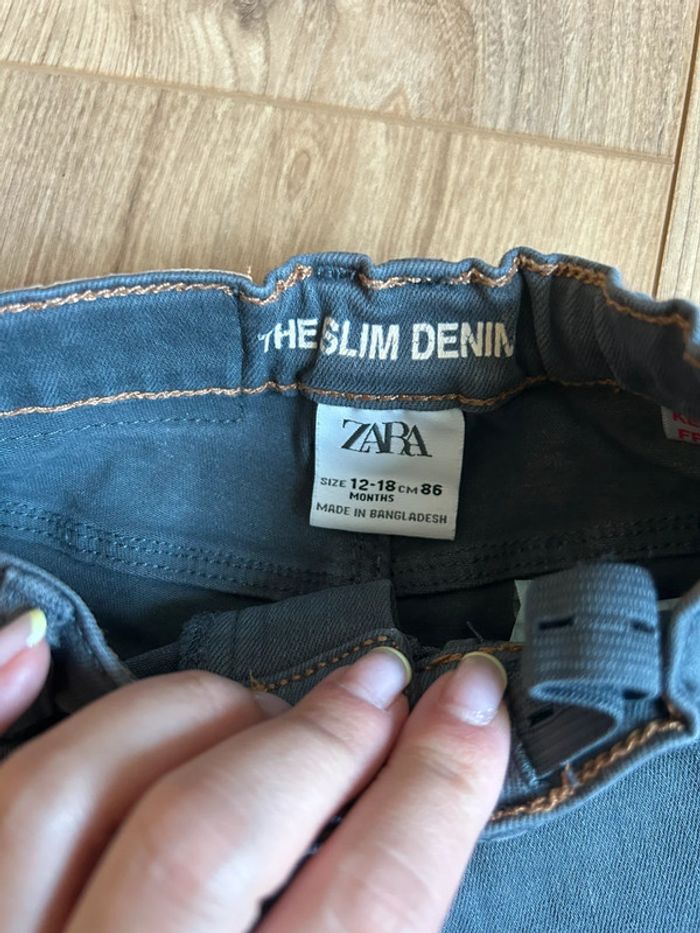 THE SLIM DENIM
ZARA
SIZE 12-18 CM 86
MONTHS
MADE IN BANGLADESH